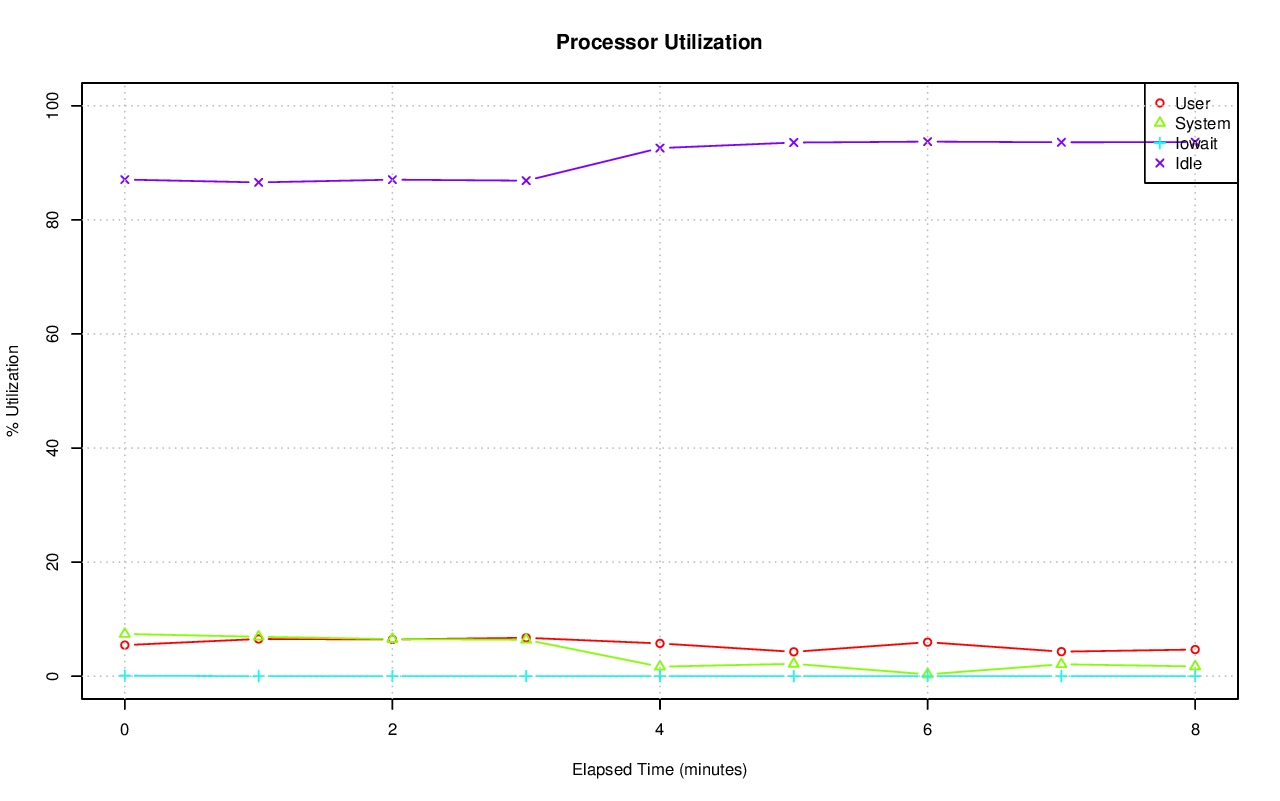 Processor Utilization
User
System
Iowait
Idle
100
80
60
40
20
0
% Utilization
0 2 4 6 8
Elapsed Time (minutes)